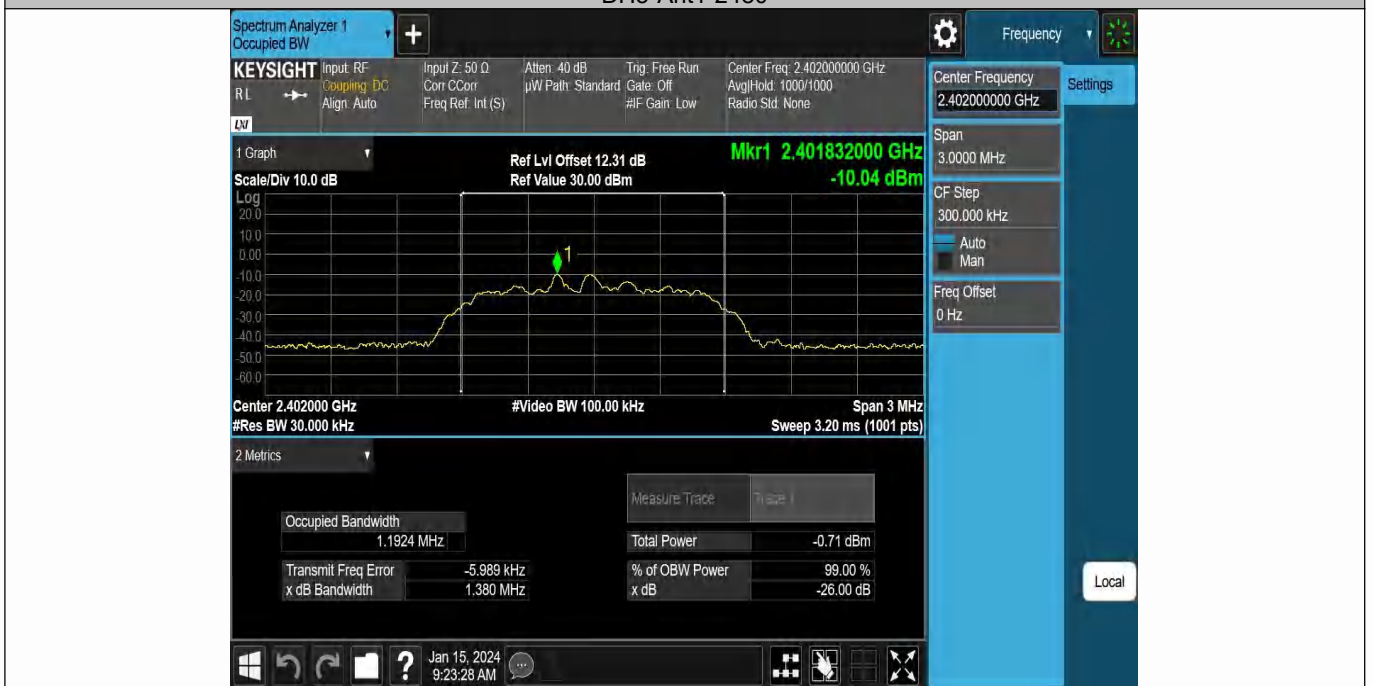 Spectrum Analyzer 1
Occupied BW
Frequency
KEYSIGHT
RL
LXI
Input: RF
Coupling: DC
Align: Auto
Input Z: 50 Ω
Corr CCorr
Freq Ref: Int (S)
Atten: 40 dB
µW Path: Standard
Trig: Free Run
Gate: Off
#IF Gain: Low
Center Freq: 2.402000000 GHz
Avg|Hold: 1000/1000
Radio Std: None
Center Frequency
2.402000000 GHz
Settings
Span
3.0000 MHz
CF Step
300.000 kHz
Auto
Man
Freq Offset
0 Hz
Local
1 Graph
Scale/Div 10.0 dB
Ref Lvl Offset 12.31 dB
Ref Value 30.00 dBm
Mkr1 2.401832000 GHz
-10.04 dBm
Log
20.0
10.0
0.00
-10.0
-20.0
-30.0
-40.0
-50.0
-60.0
1
Center 2.402000 GHz
#Video BW 100.00 kHz
Span 3 MHz
#Res BW 30.000 kHz
Sweep 3.20 ms (1001 pts)
2 Metrics
Measure Trace
Trace 1
Occupied Bandwidth
1.1924 MHz
Total Power
-0.71 dBm
Transmit Freq Error
-5.989 kHz
% of OBW Power
99.00 %
x dB Bandwidth
1.380 MHz
x dB
-26.00 dB
Jan 15, 2024
9:23:28 AM